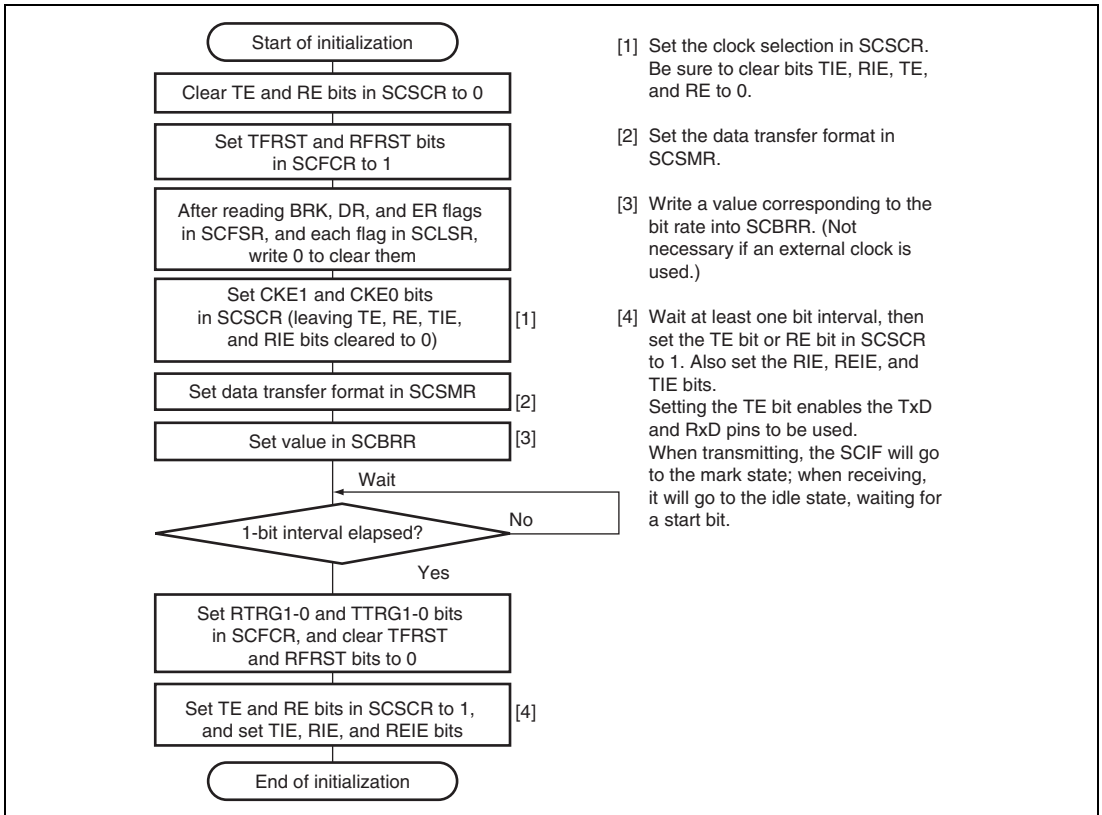 Start of initialization
Clear TE and RE bits in SCSCR to 0
Set TFRST and RFRST bits
in SCFCR to 1
After reading BRK, DR, and ER flags
in SCFSR, and each flag in SCLSR,
write 0 to clear them
Set CKE1 and CKE0 bits
in SCSCR (leaving TE, RE, TIE,
and RIE bits cleared to 0)
[1]
Set data transfer format in SCSMR
[2]
Set value in SCBRR
[3]
Wait
1-bit interval elapsed?
No
Yes
Set RTRG1-0 and TTRG1-0 bits
in SCFCR, and clear TFRST
and RFRST bits to 0
Set TE and RE bits in SCSCR to 1,
and set TIE, RIE, and REIE bits
[4]
End of initialization
[1] Set the clock selection in SCSCR.
Be sure to clear bits TIE, RIE, TE,
and RE to 0.
[2] Set the data transfer format in
SCSMR.
[3] Write a value corresponding to the
bit rate into SCBRR. (Not
necessary if an external clock is
used.)
[4] Wait at least one bit interval, then
set the TE bit or RE bit in SCSCR
to 1. Also set the RIE, REIE, and
TIE bits.
Setting the TE bit enables the TxD
and RxD pins to be used.
When transmitting, the SCIF will go
to the mark state; when receiving,
it will go to the idle state, waiting for
a start bit.